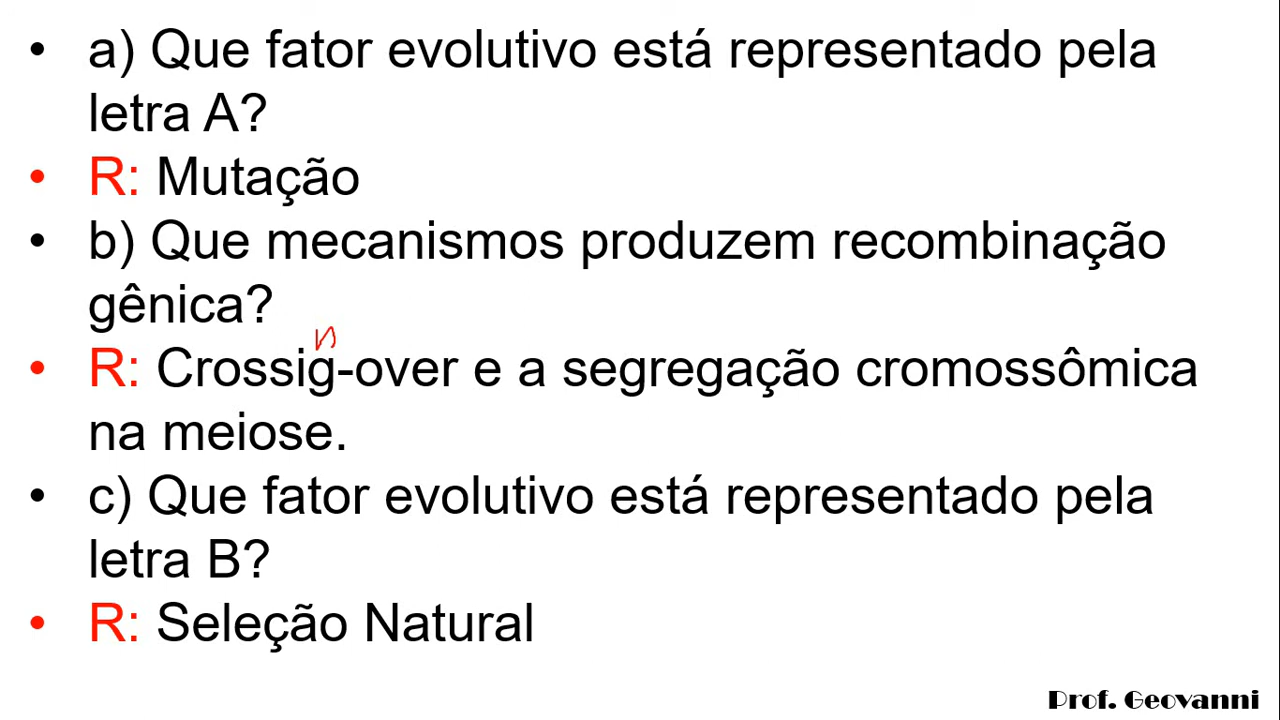 • a) Que fator evolutivo está representado pela
letra A?
• R: Mutação
• b) Que mecanismos produzem recombinação
gênica?
n
• R: Crossig-over e a segregação cromossômica
na meiose.
• c) Que fator evolutivo está representado pela
letra B?
• R: Seleção Natural
Prof. Geovanni